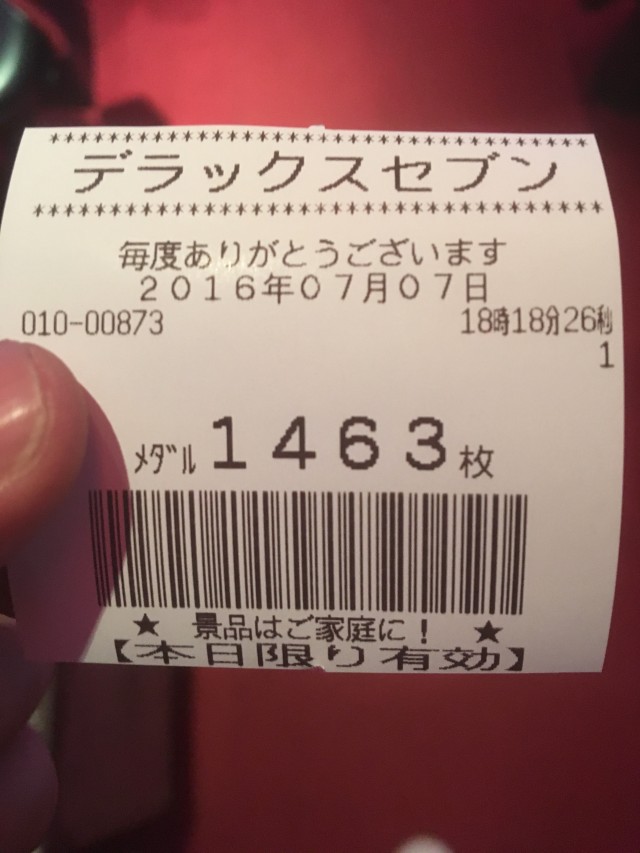 **********************************
デラックスセブン
**********************************
毎度ありがとうございます
2016年07月07日
010-00873 18時18分26秒
1
ﾒﾀﾞﾙ 1463枚
★ 景品はご家庭に! ★
【本日限り有効】